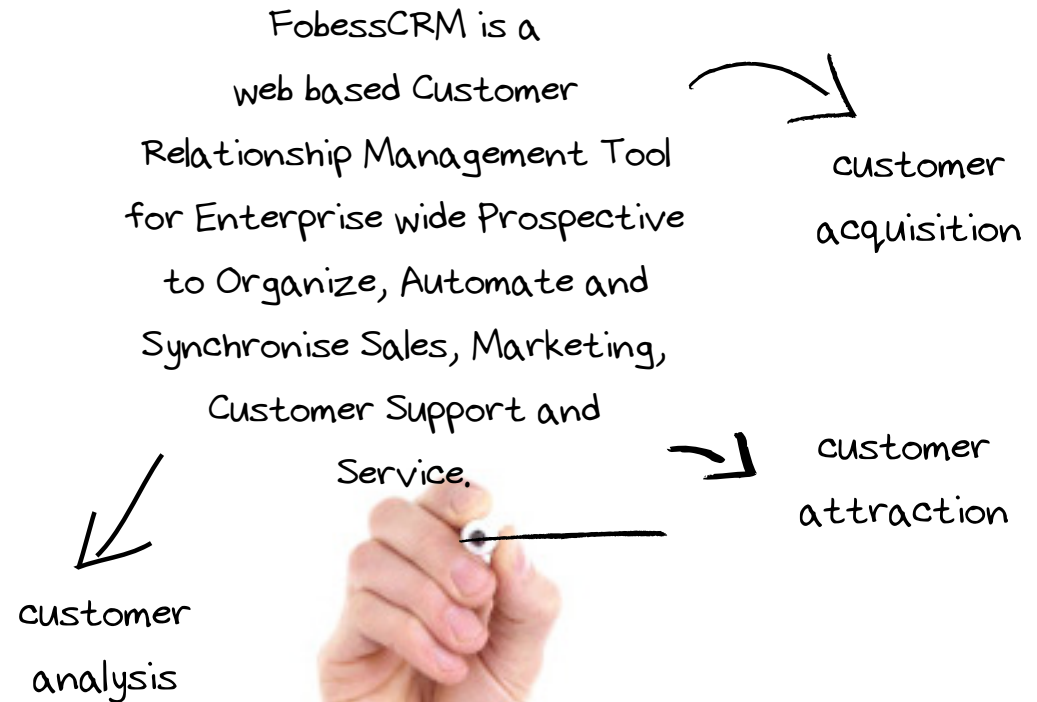 FobessCRM is a
web based Customer
Relationship Management Tool
for Enterprise wide Prospective
to Organize, Automate and
Synchronise Sales, Marketing,
Customer Support and
Service.
customer
acquisition
customer
attraction
customer
analysis